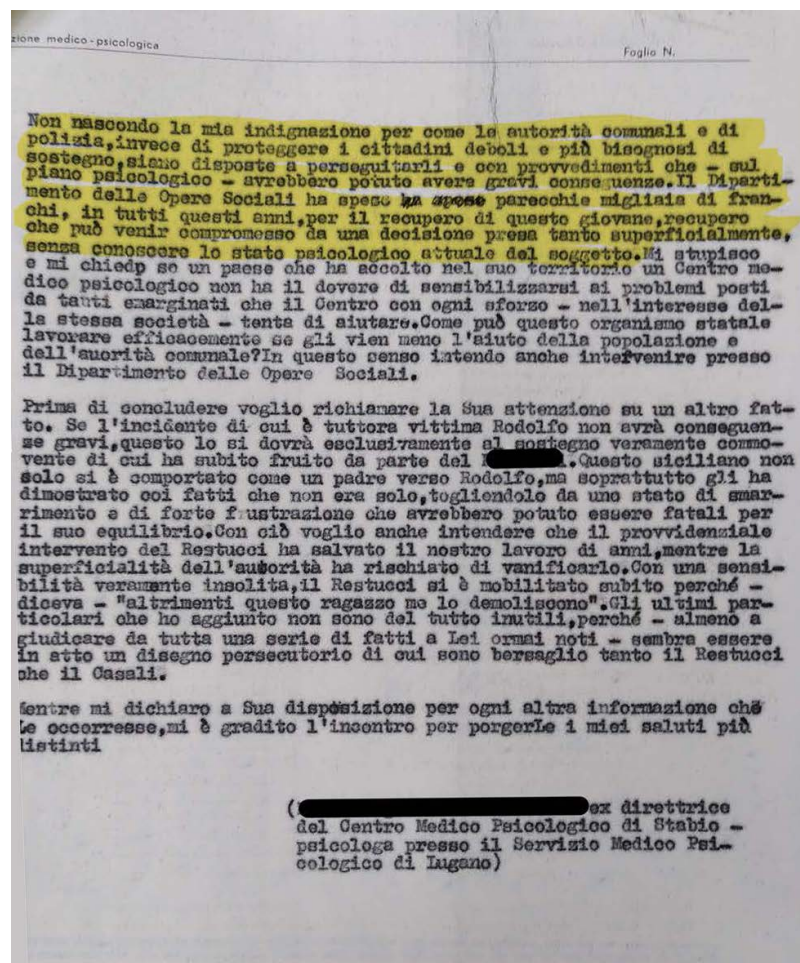 zione medico-psicologica
Foglio N.
Non nascondo la mia indignazione per come le autorità comunali e di
polizia,invece di proteggere i cittadini deboli e più bisognosi di
sostegno,siano disposte a perseguitarli e con provvedimenti che - sul
piano psicologico - avrebbero potuto avere gravi conseguenze.Il Diparti-
mento delle Opere Sociali ha speso parecchie migliaia di fran-
chi, in tutti questi anni,per il recupero di questo giovane,recupero
che può venir compromesso da una decisione presa tanto superficialmente,
senza conoscere lo stato psicologico attuale del soggetto.Mi stupisco
e mi chiedp se un paese che ha accolto nel suo territorio un Centro me-
dico psicologico non ha il dovere di sensibilizzarsi ai problemi posti
da tanti emarginati che il Centro con ogni sforzo - nell'interesse del-
la stessa società - tenta di aiutare.Come può questo organismo statale
lavorare efficacemente se gli vien meno l'aiuto della popolazione e
dell'auorità comunale?In questo senso intendo anche intervenire presso
il Dipartimento delle Opere Sociali.
Prima di concludere voglio richiamare la Sua attenzione su un altro fat-
to. Se l'incidente di cui è tuttora vittima Rodolfo non avrà conseguen-
ze gravi,questo lo si dovrà esclusivamente al sostegno veramente commo-
vente di cui ha subito fruito da parte del .Questo siciliano non
solo si è comportato come un padre verso Rodolfo,ma soprattutto gli ha
dimostrato coi fatti che non era solo,togliendolo da uno stato di smar-
rimento e di forte frustrazione che avrebbero potuto essere fatali per
il suo equilibrio.Con ciò voglio anche intendere che il provvidenziale
intervento del Restucci ha salvato il nostro lavoro di anni,mentre la
superficialità dell'autorità ha rischiato di vanificarlo.Con una sensi-
bilità veramente insolita,il Restucci si è mobilitato subito perché -
diceva - "altrimenti questo ragazzo me lo demoliscono".Gli ultimi par-
ticolari che ho aggiunto non sono del tutto inutili,perché - almeno a
giudicare da tutta una serie di fatti a Lei ormai noti - sembra essere
in atto un disegno persecutorio di cui sono bersaglio tanto il Restucci
che il Casali.
Mentre mi dichiaro a Sua disposizione per ogni altra informazione che
Le occorresse,mi è gradito l'incontro per porgerLe i miei saluti più
distinti
( ex direttrice
del Centro Medico Psicologico di Stabio -
psicologa presso il Servizio Medico Psi-
cologico di Lugano)